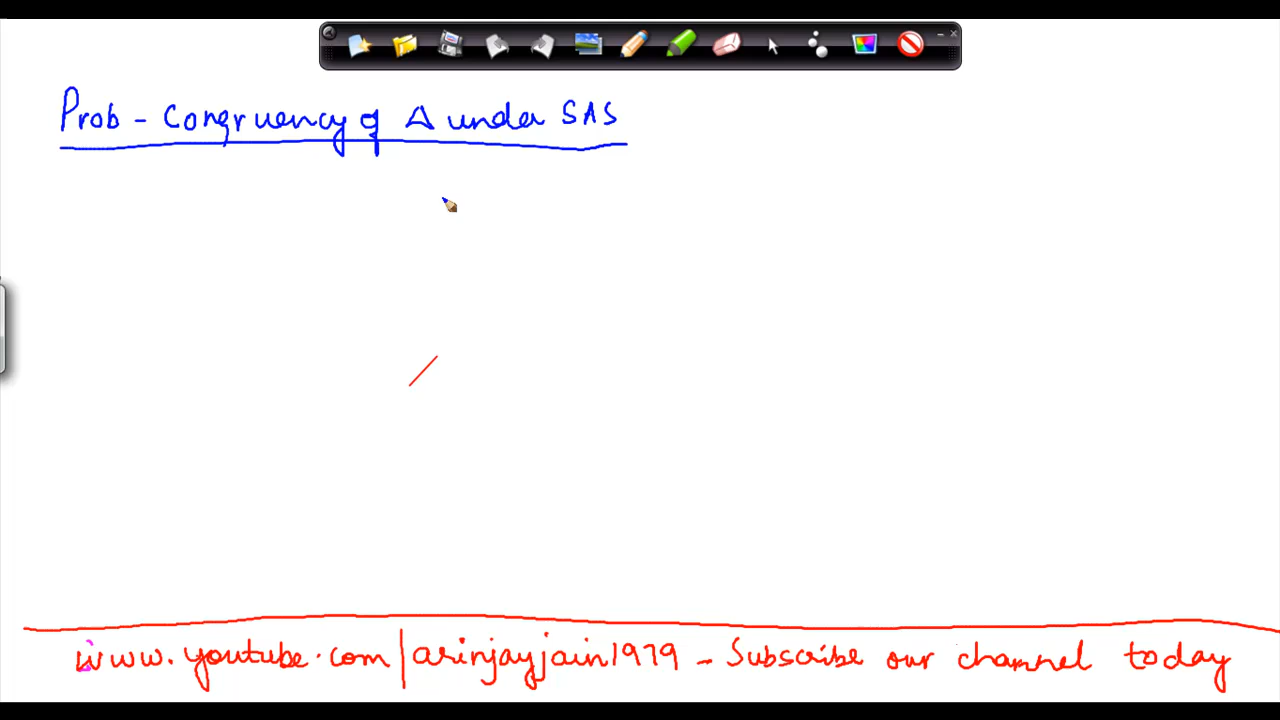 Prob - Congruency of Δ under SAS
www.youtube.com/arinjayjain1979 - Subscribe our channel today